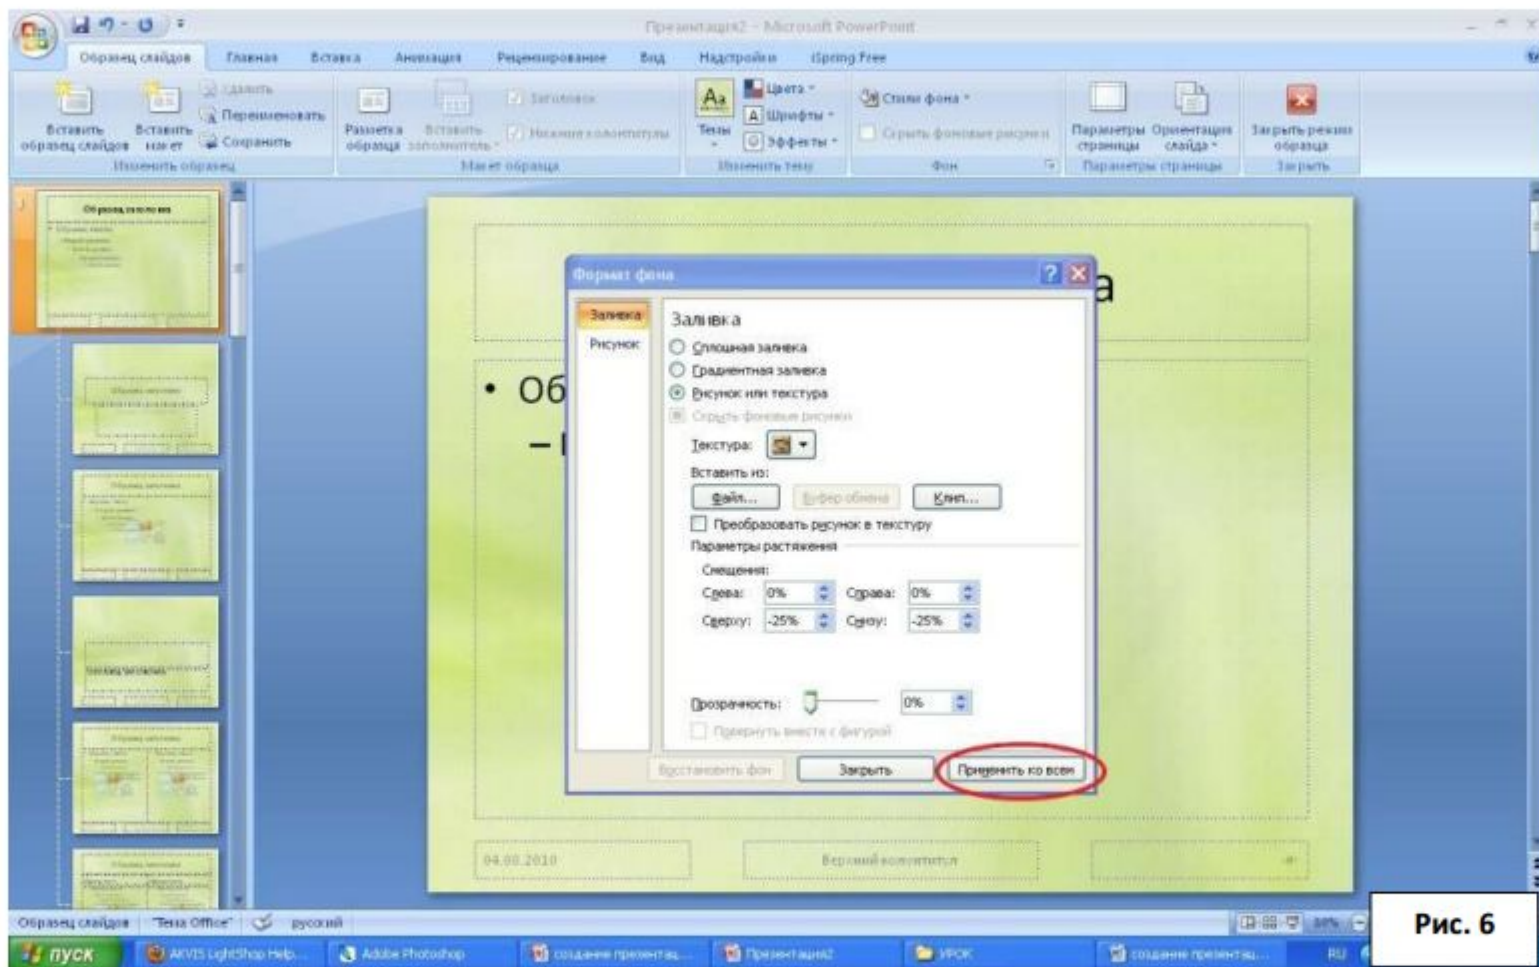 Презентация2 - Microsoft PowerPoint
Образец слайдов Главная Вставка Анимация Рецензирование Вид Надстройки iSpring Free
Вставить образец слайдов
Вставить макет
Удалить
Переименовать
Сохранить
Изменить образец
Разметка образца
Вставить заполнитель
Заголовок
Нижние колонтитулы
Макет образца
Темы
Цвета
Шрифты
Эффекты
Изменить тему
Стили фона
Скрыть фоновые рисунки
Фон
Параметры страницы
Ориентация слайда
Параметры страницы
Закрыть режим образца
Закрыть
1
Образец заголовка
а
• Об
–
Формат фона
Заливка
Рисунок
Заливка
Сплошная заливка
Градиентная заливка
Рисунок или текстура
Скрыть фоновые рисунки
Текстура:
Вставить из:
Файл... Буфер обмена Клип...
Преобразовать рисунок в текстуру
Параметры растяжения
Смещения:
Слева: 0% Справа: 0%
Сверху: -25% Снизу: -25%
Прозрачность: 0%
Повернуть вместе с фигурой
Восстановить фон Закрыть Применить ко всем
04.08.2010 Верхний колонтитул
Образец слайдов "Тема Office" русский
Рис. 6
пуск AKVIS LightShop Help... Adobe Photoshop создание презентац... Презентация2 УРОК создание презентац... RU